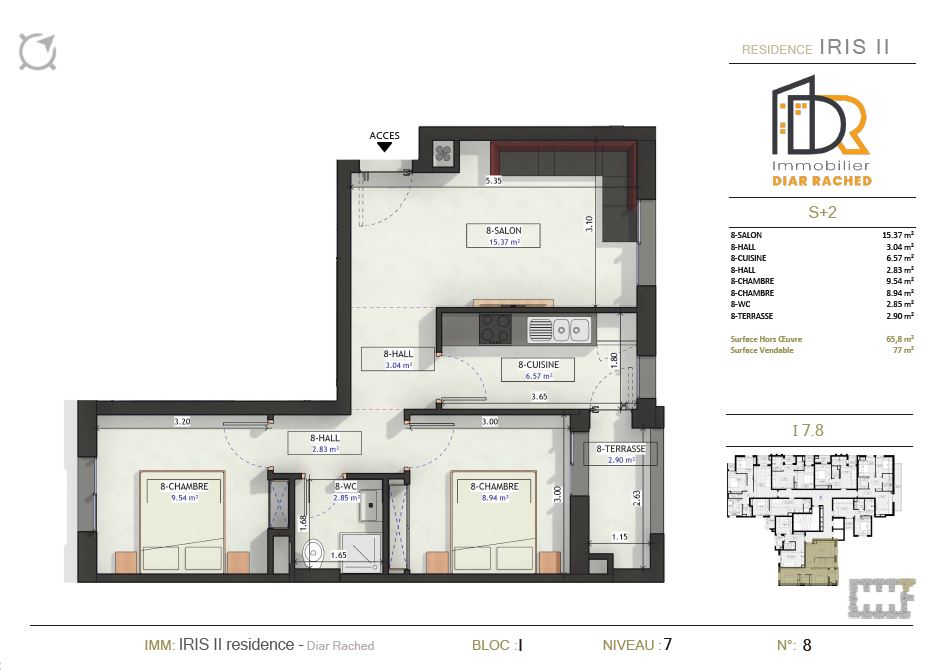 RESIDENCE IRIS II
Immobilier
DIAR RACHED
S+2
8-SALON 15.37 m²
8-HALL 3.04 m²
8-CUISINE 6.57 m²
8-HALL 2.83 m²
8-CHAMBRE 9.54 m²
8-CHAMBRE 8.94 m²
8-WC 2.85 m²
8-TERRASSE 2.90 m²
Surface Hors Œuvre 65,8 m²
Surface Vendable 77 m²
I 7.8
ACCES
5.35
3.10
8-SALON
15.37 m²
8-HALL
3.04 m²
8-CUISINE
6.57 m²
1.80
3.65
3.20
8-HALL
2.83 m²
3.00
8-TERRASSE
2.90 m²
8-CHAMBRE
9.54 m²
8-WC
2.85 m²
8-CHAMBRE
8.94 m²
3.00
2.63
1.68
1.65
1.15
IMM: IRIS II residence - Diar Rached
BLOC : I
NIVEAU : 7
N°: 8